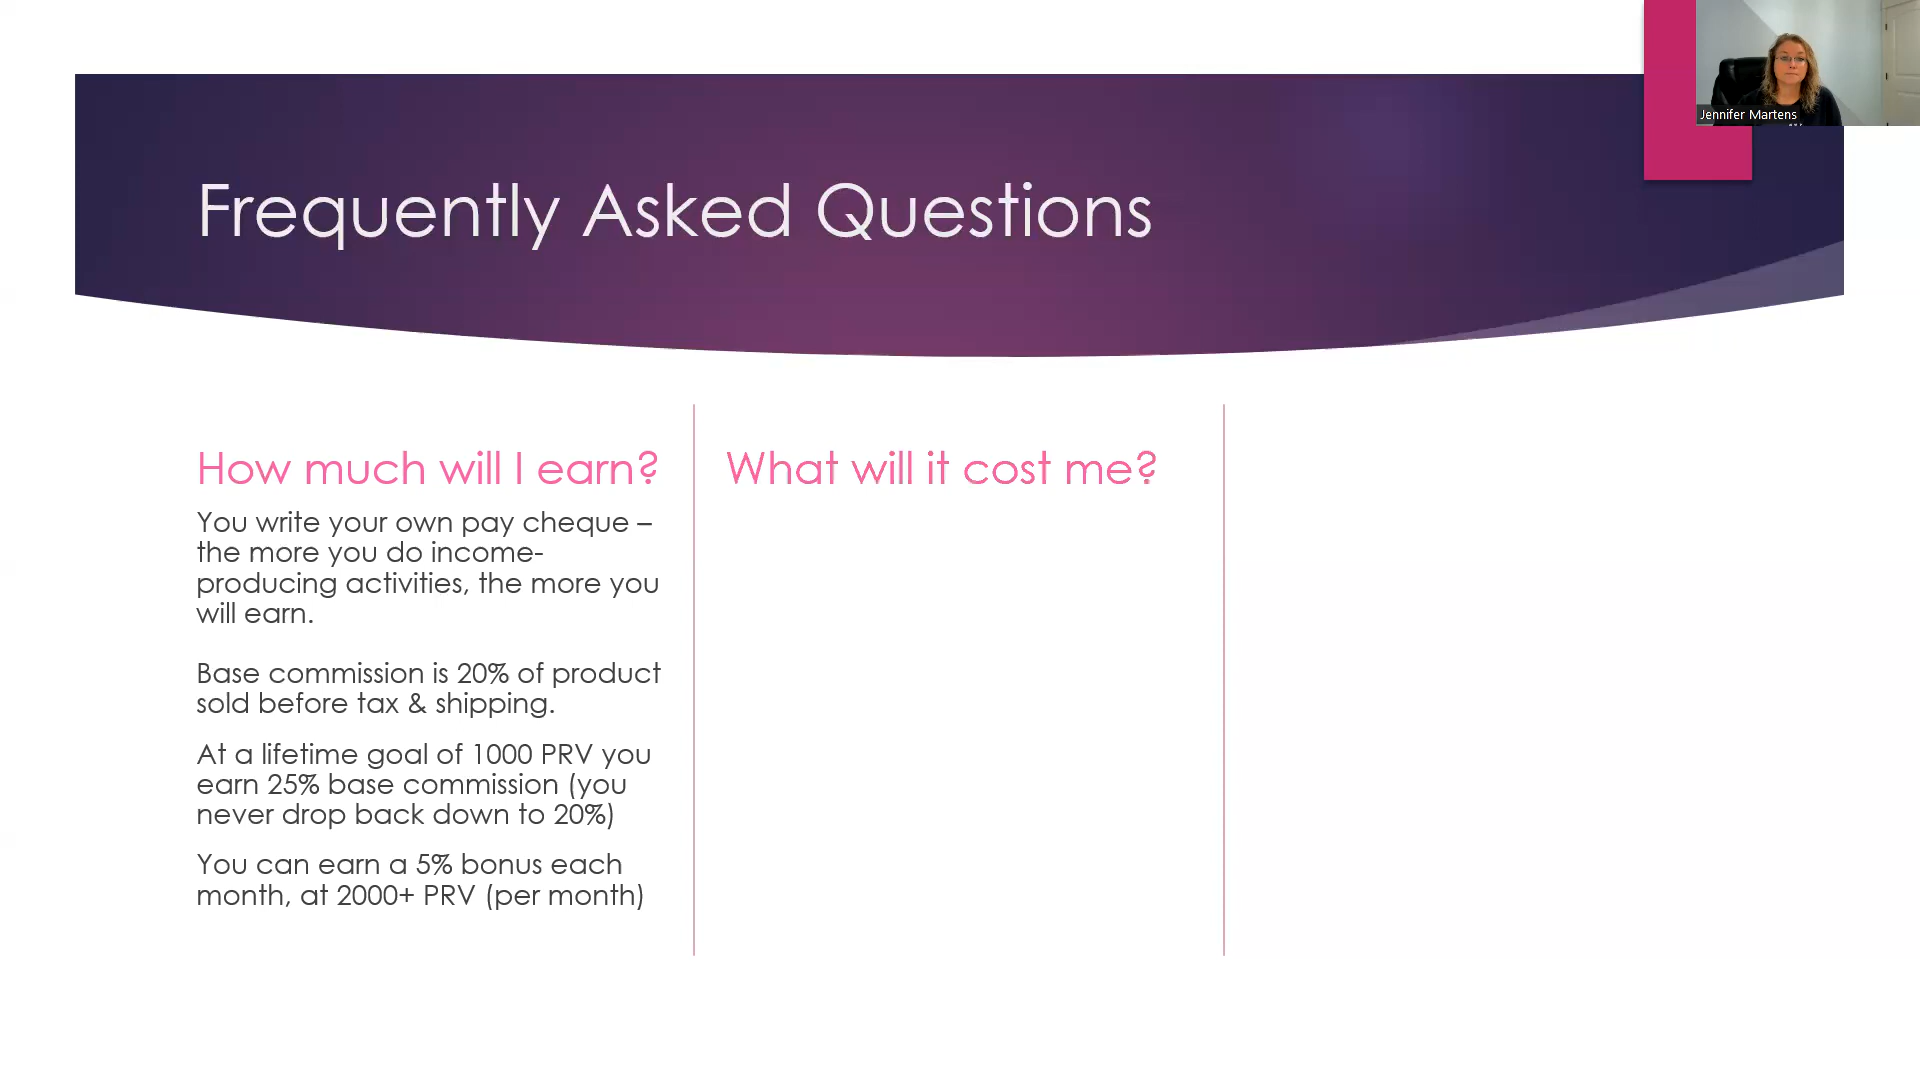 Jennifer Martens
Frequently Asked Questions
How much will I earn?
You write your own pay cheque –
the more you do income-
producing activities, the more you
will earn.
Base commission is 20% of product
sold before tax & shipping.
At a lifetime goal of 1000 PRV you
earn 25% base commission (you
never drop back down to 20%)
You can earn a 5% bonus each
month, at 2000+ PRV (per month)
What will it cost me?